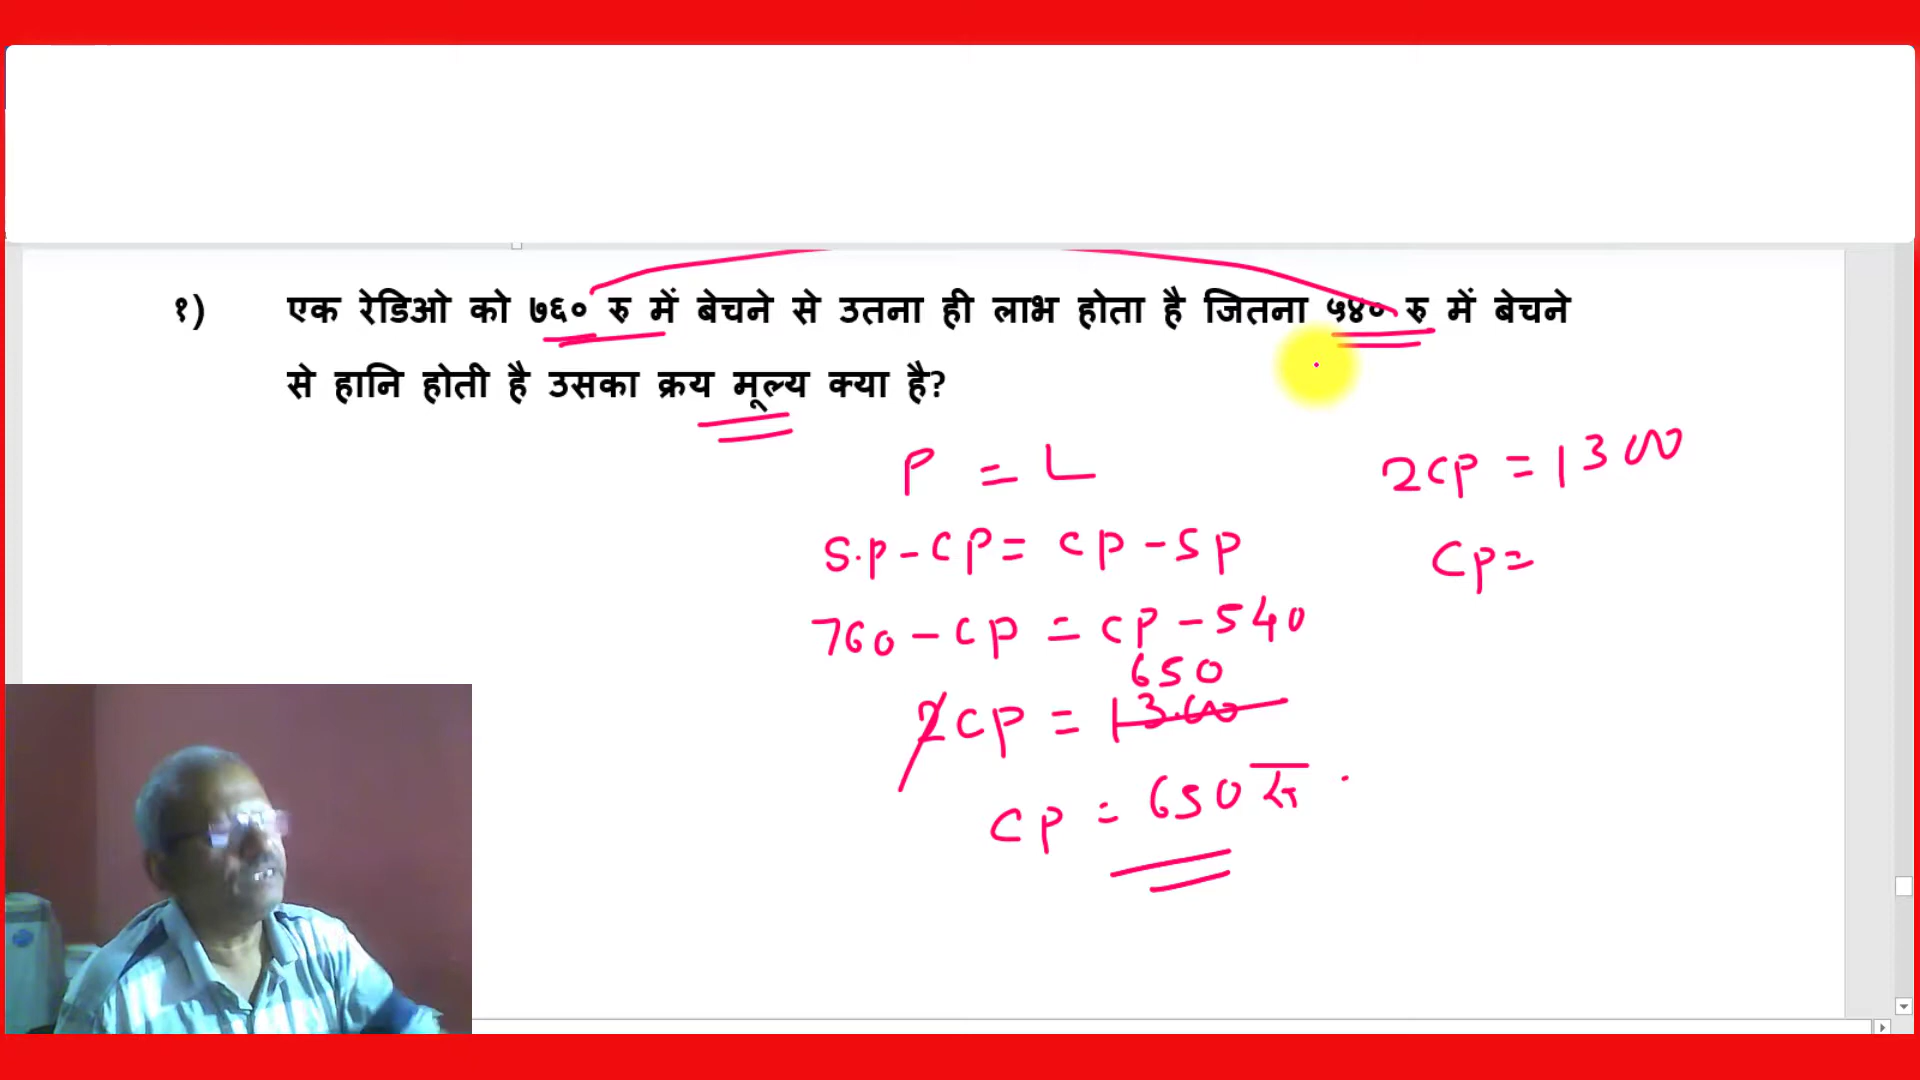 १) एक रेडिओ को ७६० रु में बेचने से उतना ही लाभ होता है जितना ५४० रु में बेचने
से हानि होती है उसका क्रय मूल्य क्या है?
P = L
S.P - CP = CP - SP
760 - CP = CP - 540
650
2CP = 1300
CP = 650 रु
2CP = 1300
CP =